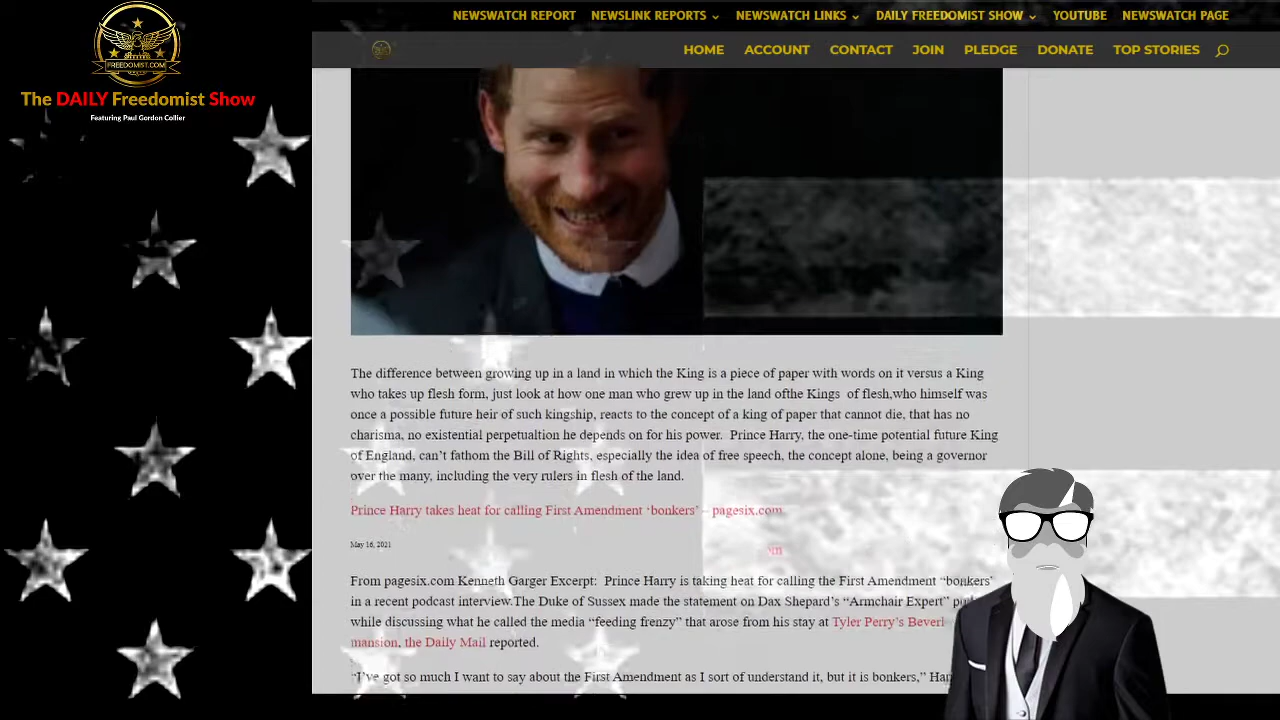 NEWSWATCH REPORT NEWSLINK REPORTS NEWSWATCH LINKS DAILY FREEDOMIST SHOW YOUTUBE NEWSWATCH PAGE
HOME ACCOUNT CONTACT JOIN PLEDGE DONATE TOP STORIES
FREEDOMIST.COM
The DAILY Freedomist Show
Featuring Paul Gordon Collier
The difference between growing up in a land in which the King is a piece of paper with words on it versus a King
who takes up flesh form, just look at how one man who grew up in the land ofthe Kings of flesh,who himself was
once a possible future heir of such kingship, reacts to the concept of a king of paper that cannot die, that has no
charisma, no existential perpetualtion he depends on for his power. Prince Harry, the one-time potential future King
of England, can't fathom the Bill of Rights, especially the idea of free speech, the concept alone, being a governor
over the many, including the very rulers in flesh of the land.
Prince Harry takes heat for calling First Amendment ‘bonkers’ – pagesix.com
May 16, 2021
om
From pagesix.com Kenneth Garger Excerpt: Prince Harry is taking heat for calling the First Amendment “bonkers”
in a recent podcast interview.The Duke of Sussex made the statement on Dax Shepard’s “Armchair Expert”
while discussing what he called the media “feeding frenzy” that arose from his stay at Tyler Perry’s Beverl
mansion, the Daily Mail reported.
“I’ve got so much I want to say about the First Amendment as I sort of understand it, but it is bonkers,”